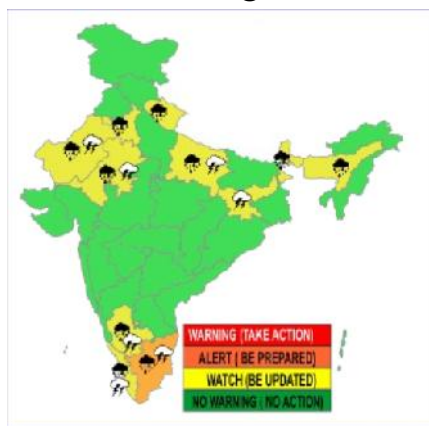 WARNING (TAKE ACTION)
ALERT ( BE PREPARED)
WATCH (BE UPDATED)
NO WARNING ( NO ACTION)